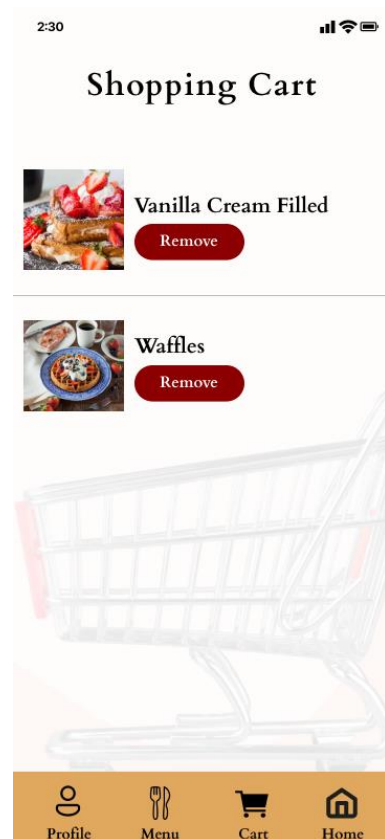 2:30
Shopping Cart
Vanilla Cream Filled
Remove
Waffles
Remove
Profile Menu Cart Home